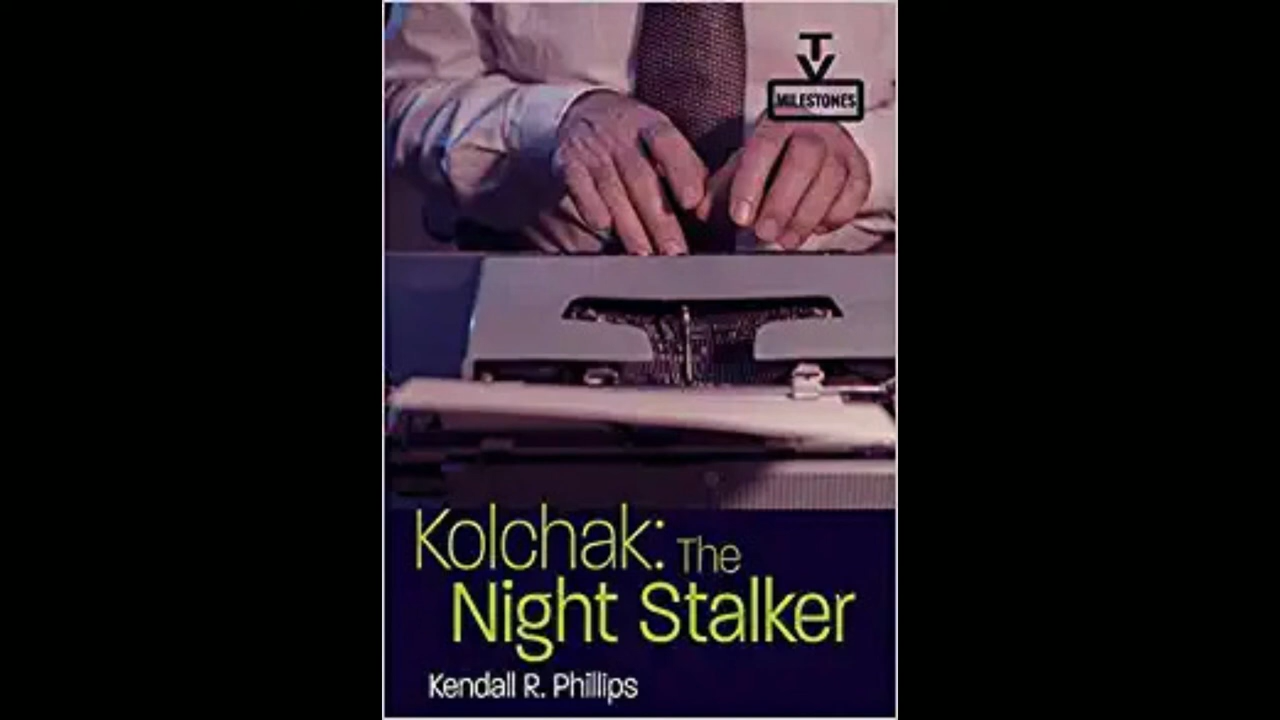 TV
MILESTONES
Kolchak: The
Night Stalker
Kendall R. Phillips